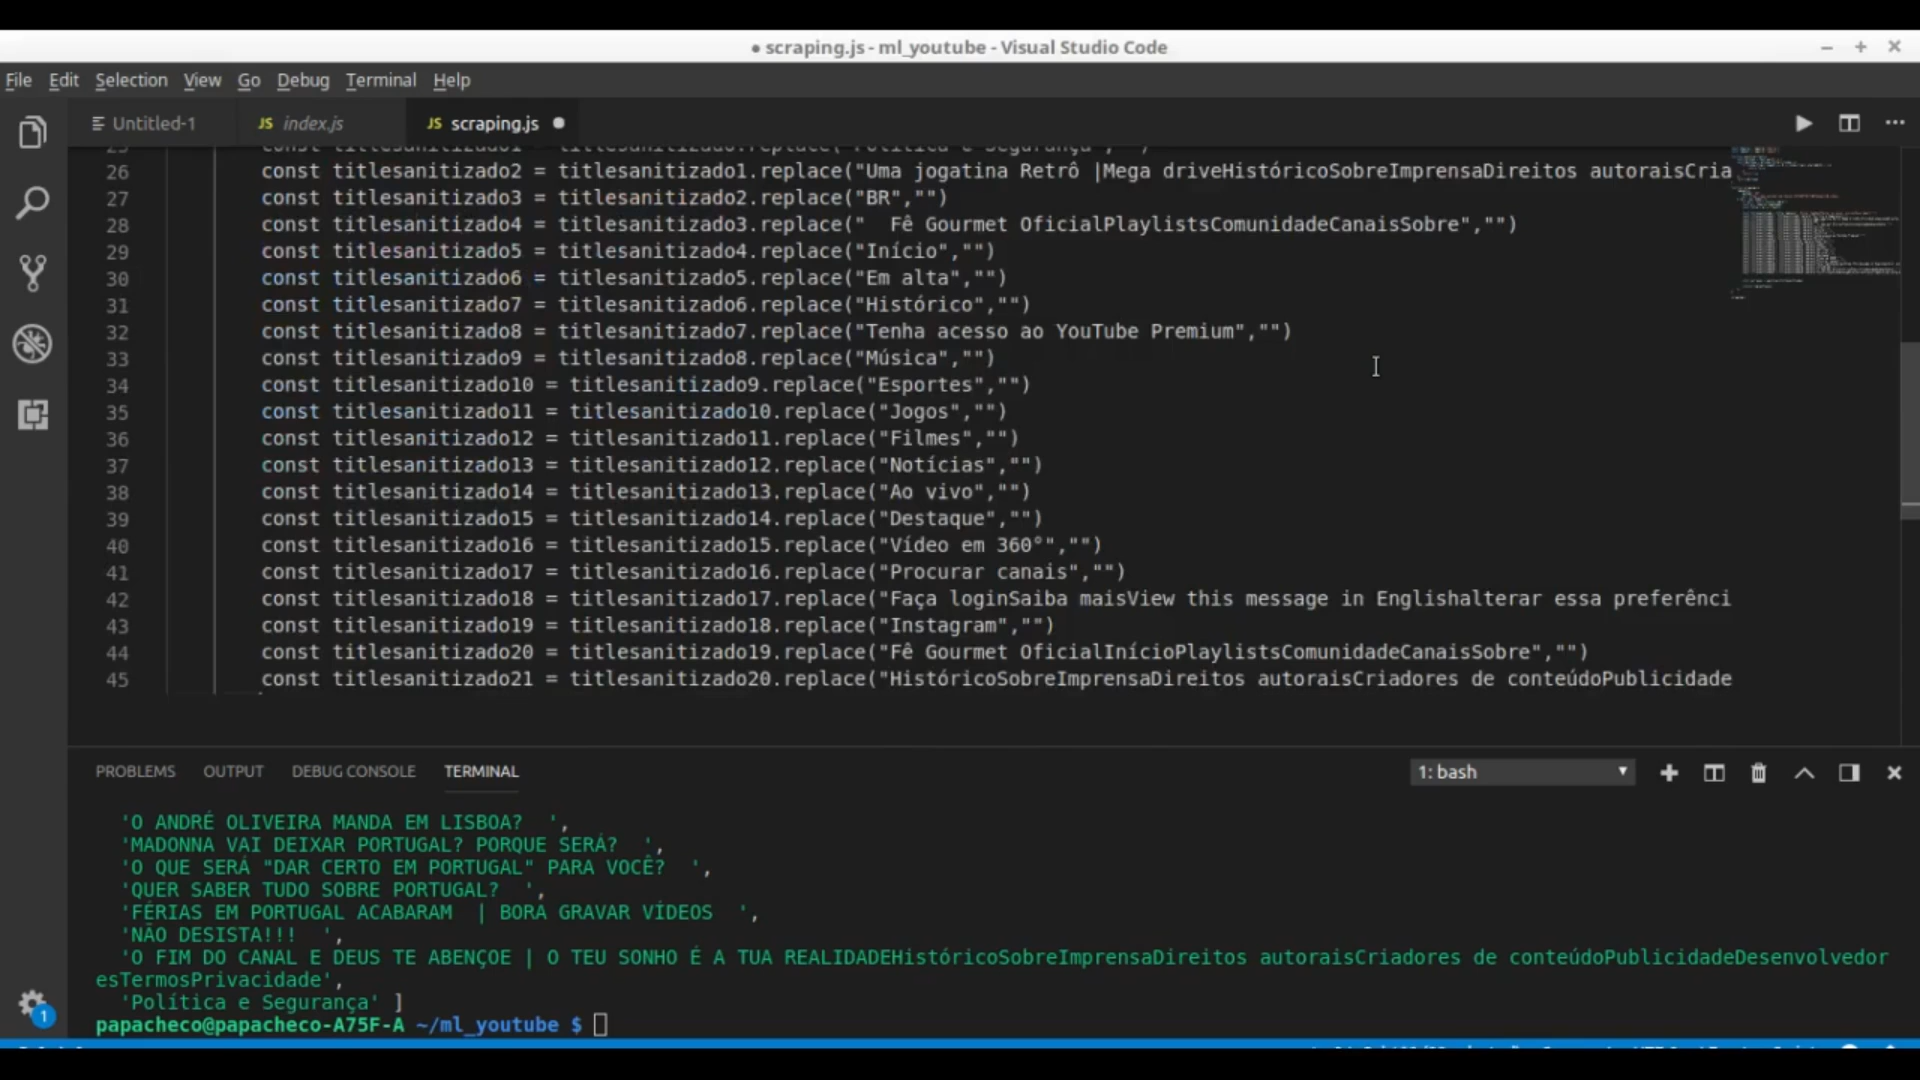 ● scraping.js - ml_youtube - Visual Studio Code
File Edit Selection View Go Debug Terminal Help
Untitled-1 JS index.js JS scraping.js
26 const titlesanitizado2 = titlesanitizado1.replace("Uma jogatina Retrô |Mega driveHistóricoSobreImprensaDireitos autoraisCria
27 const titlesanitizado3 = titlesanitizado2.replace("BR","")
28 const titlesanitizado4 = titlesanitizado3.replace("  Fê Gourmet OficialPlaylistsComunidadeCanaisSobre","")
29 const titlesanitizado5 = titlesanitizado4.replace("Início","")
30 const titlesanitizado6 = titlesanitizado5.replace("Em alta","")
31 const titlesanitizado7 = titlesanitizado6.replace("Histórico","")
32 const titlesanitizado8 = titlesanitizado7.replace("Tenha acesso ao YouTube Premium","")
33 const titlesanitizado9 = titlesanitizado8.replace("Música","")
34 const titlesanitizado10 = titlesanitizado9.replace("Esportes","")
35 const titlesanitizado11 = titlesanitizado10.replace("Jogos","")
36 const titlesanitizado12 = titlesanitizado11.replace("Filmes","")
37 const titlesanitizado13 = titlesanitizado12.replace("Notícias","")
38 const titlesanitizado14 = titlesanitizado13.replace("Ao vivo","")
39 const titlesanitizado15 = titlesanitizado14.replace("Destaque","")
40 const titlesanitizado16 = titlesanitizado15.replace("Vídeo em 360°","")
41 const titlesanitizado17 = titlesanitizado16.replace("Procurar canais","")
42 const titlesanitizado18 = titlesanitizado17.replace("Faça loginSaiba maisView this message in Englishalterar essa preferênci
43 const titlesanitizado19 = titlesanitizado18.replace("Instagram","")
44 const titlesanitizado20 = titlesanitizado19.replace("Fê Gourmet OficialInícioPlaylistsComunidadeCanaisSobre","")
45 const titlesanitizado21 = titlesanitizado20.replace("HistóricoSobreImprensaDireitos autoraisCriadores de conteúdoPublicidade
PROBLEMS OUTPUT DEBUG CONSOLE TERMINAL 1: bash
'O ANDRÉ OLIVEIRA MANDA EM LISBOA?  ',
'MADONNA VAI DEIXAR PORTUGAL? PORQUE SERÁ?  ',
'O QUE SERÁ "DAR CERTO EM PORTUGAL" PARA VOCÊ?  ',
'QUER SABER TUDO SOBRE PORTUGAL?  ',
'FÉRIAS EM PORTUGAL ACABARAM  | BORA GRAVAR VÍDEOS  ',
'NÃO DESISTA!!!  ',
'O FIM DO CANAL E DEUS TE ABENÇOE | O TEU SONHO É A TUA REALIDADEHistóricoSobreImprensaDireitos autoraisCriadores de conteúdoPublicidadeDesenvolvedor
esTermosPrivacidade',
'Política e Segurança' ]
papacheco@papacheco-A75F-A ~/ml_youtube $
1